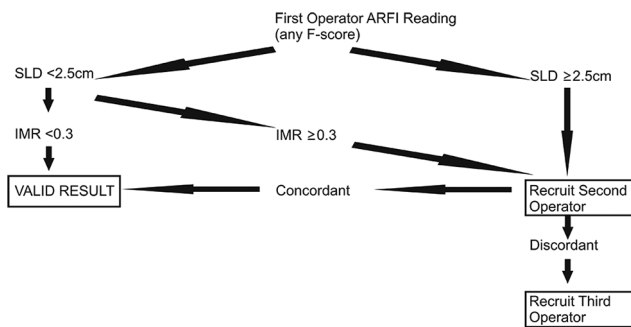 First Operator ARFI Reading
(any F-score)
SLD <2.5cm
SLD ≥2.5cm
IMR <0.3
IMR ≥0.3
VALID RESULT
Concordant
Recruit Second
Operator
Discordant
Recruit Third
Operator